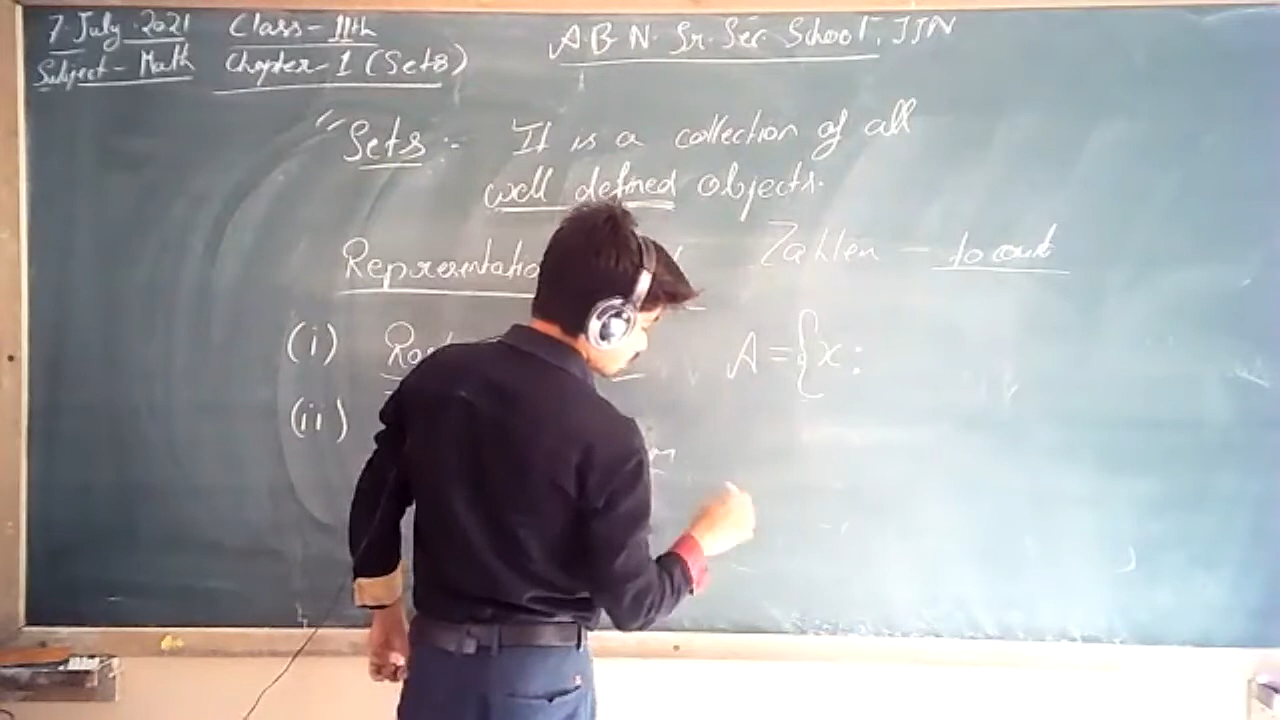 7 July 2021 Class - 11th A.B.N. Sr. Sec. School, JJN
Subject - Math Chapter - 1 (Sets)
"Sets :- It is a collection of all
well defined objects.
Zahlen - to count
(i)
A = {x :
(ii)